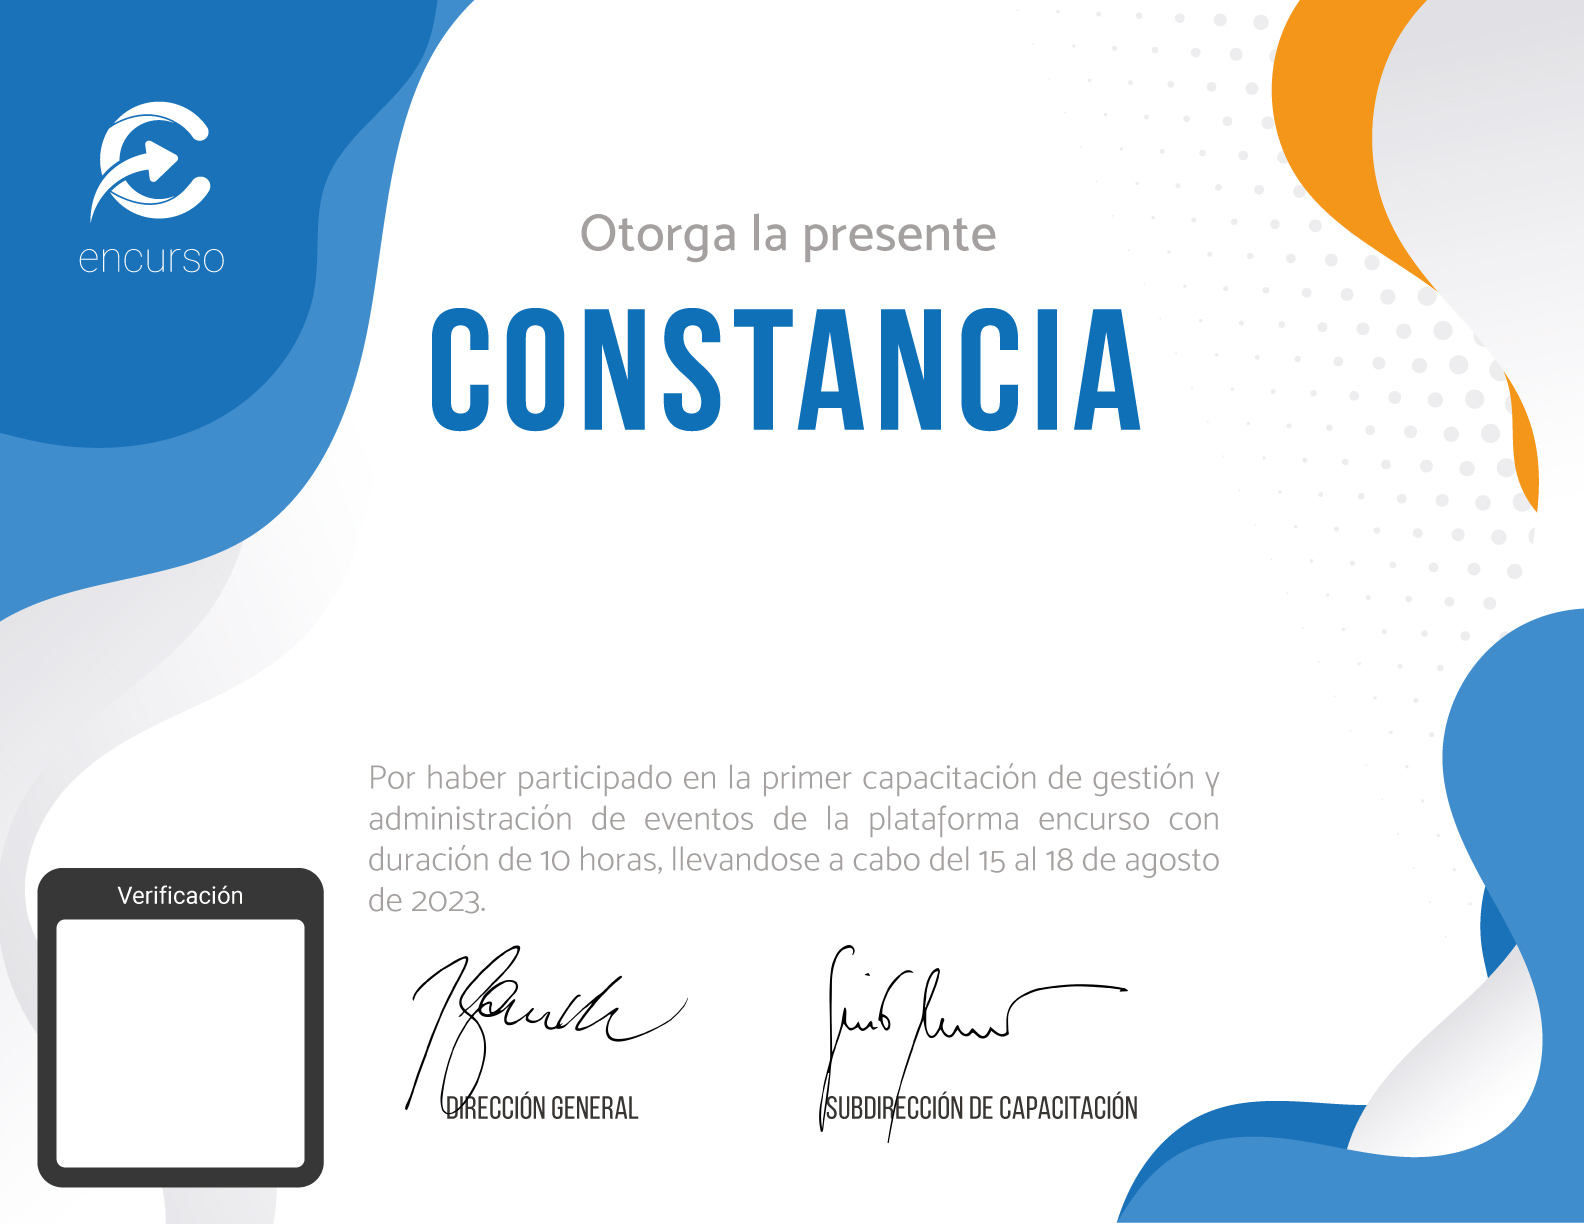 encurso
Otorga la presente
CONSTANCIA
Por haber participado en la primer capacitación de gestión y
administración de eventos de la plataforma encurso con
duración de 10 horas, llevandose a cabo del 15 al 18 de agosto
de 2023.
Verificación
DIRECCIÓN GENERAL
SUBDIRECCIÓN DE CAPACITACIÓN